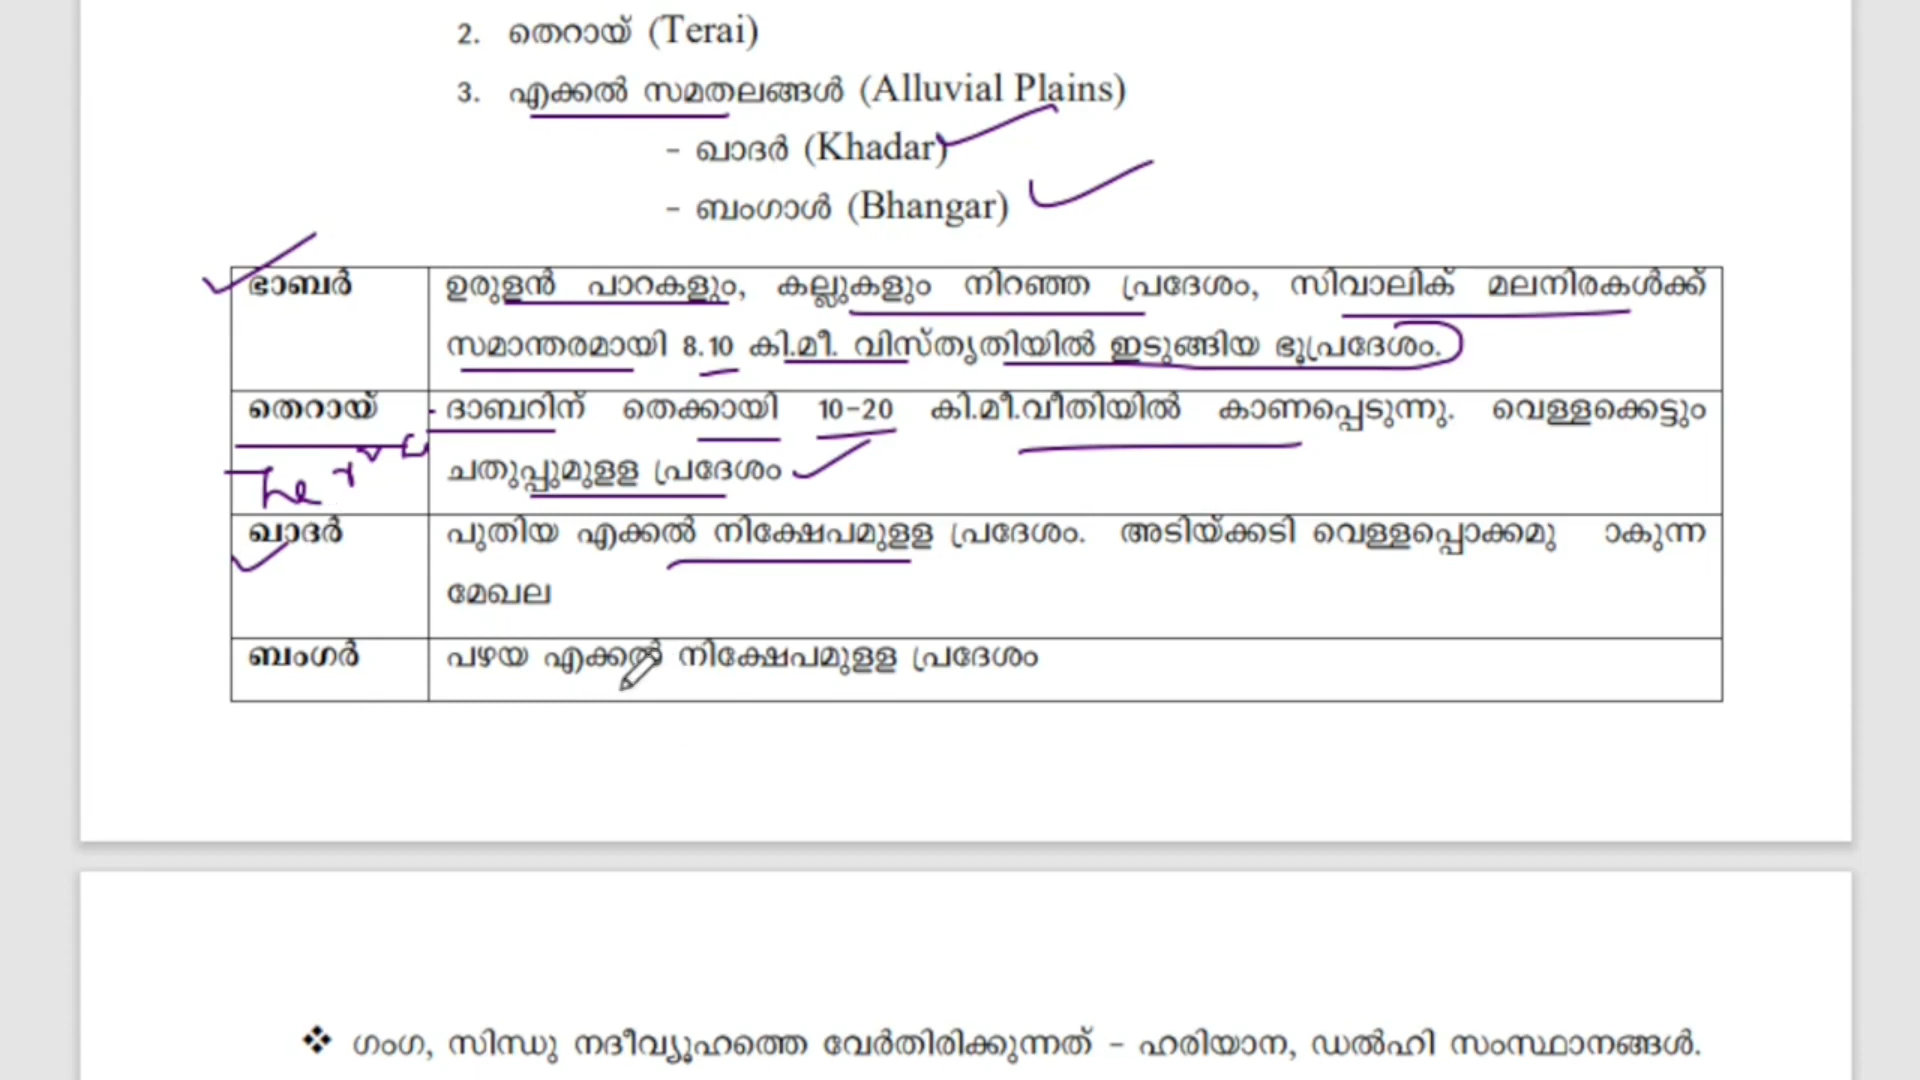 2. തെറായ് (Terai)
3. എക്കൽ സമതലങ്ങൾ (Alluvial Plains)
- ഖാദർ (Khadar)
- ബംഗാൾ (Bhangar)
ഭാബർ
ഉരുളൻ പാറകളും, കല്ലുകളും നിറഞ്ഞ പ്രദേശം, സിവാലിക് മലനിരകൾക്ക്
സമാന്തരമായി 8.10 കി.മീ. വിസ്തൃതിയിൽ ഇടുങ്ങിയ ഭൂപ്രദേശം.
തെറായ്
ദാബറിന് തെക്കായി 10-20 കി.മീ.വീതിയിൽ കാണപ്പെടുന്നു. വെള്ളക്കെട്ടും
ചതുപ്പുമുളള പ്രദേശം
ഖാദർ
പുതിയ എക്കൽ നിക്ഷേപമുളള പ്രദേശം. അടിയ്ക്കടി വെള്ളപ്പൊക്കമു ാകുന്ന
മേഖല
ബംഗർ
പഴയ എക്കൽ നിക്ഷേപമുളള പ്രദേശം
❖ ഗംഗ, സിന്ധു നദീവ്യൂഹത്തെ വേർതിരിക്കുന്നത് - ഹരിയാന, ഡൽഹി സംസ്ഥാനങ്ങൾ.